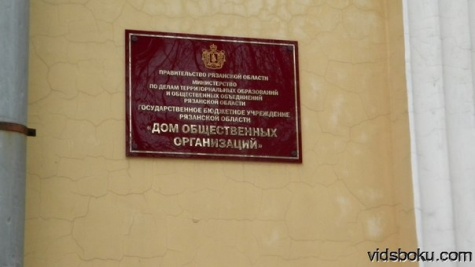 ПРАВИТЕЛЬСТВО РЯЗАНСКОЙ ОБЛАСТИ
МИНИСТЕРСТВО
ПО ДЕЛАМ ТЕРРИТОРИАЛЬНЫХ ОБРАЗОВАНИЙ
И ОБЩЕСТВЕННЫХ ОБЪЕДИНЕНИЙ
РЯЗАНСКОЙ ОБЛАСТИ
ГОСУДАРСТВЕННОЕ БЮДЖЕТНОЕ УЧРЕЖДЕНИЕ
РЯЗАНСКОЙ ОБЛАСТИ
«ДОМ ОБЩЕСТВЕННЫХ
ОРГАНИЗАЦИЙ»
vidsboku.com